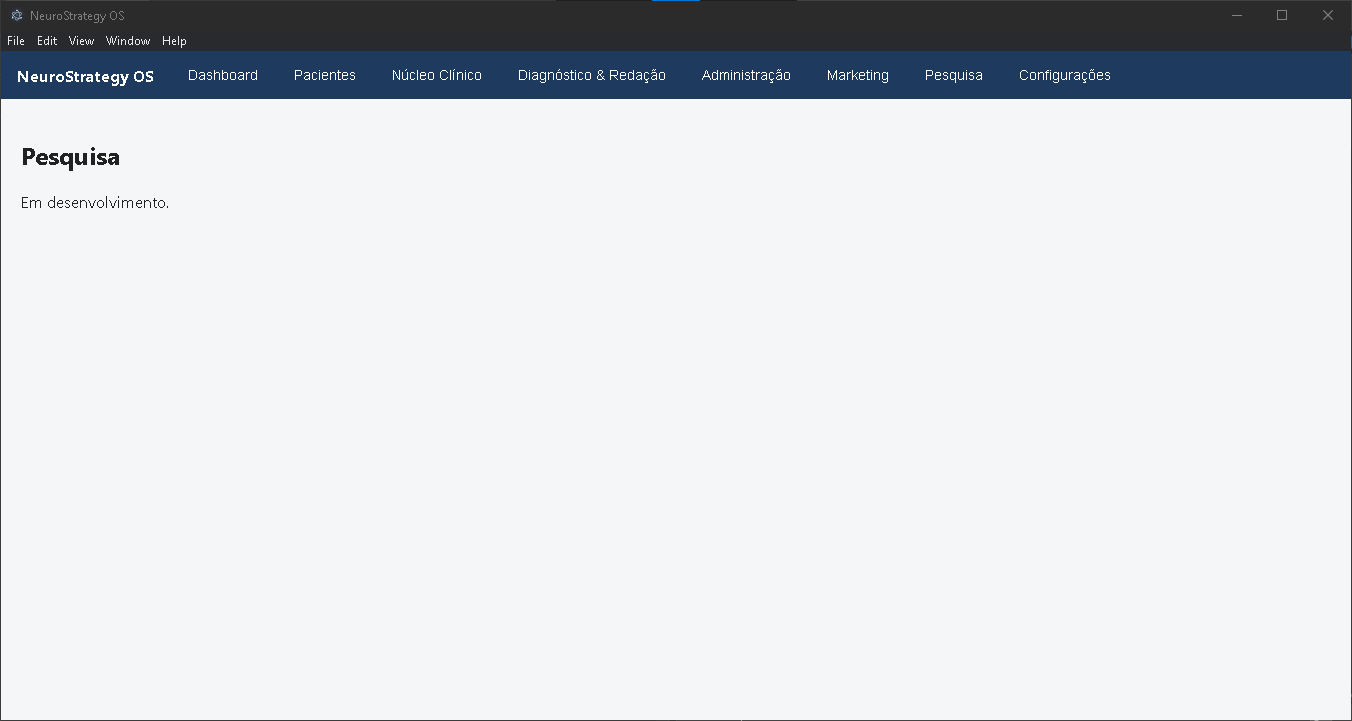 NeuroStrategy OS
File Edit View Window Help
NeuroStrategy OS Dashboard Pacientes Núcleo Clínico Diagnóstico & Redação Administração Marketing Pesquisa Configurações
Pesquisa
Em desenvolvimento.